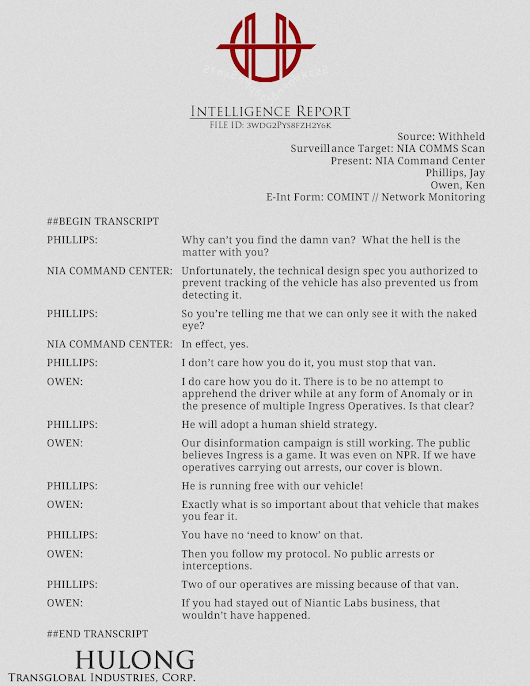 INTELLIGENCE REPORT
FILE ID: 3WDG2PYS8FZH2Y6K
Source: Withheld
Surveillance Target: NIA COMMS Scan
Present: NIA Command Center
Phillips, Jay
Owen, Ken
E-Int Form: COMINT // Network Monitoring
##BEGIN TRANSCRIPT
PHILLIPS: Why can't you find the damn van? What the hell is the
matter with you?
NIA COMMAND CENTER: Unfortunately, the technical design spec you authorized to
prevent tracking of the vehicle has also prevented us from
detecting it.
PHILLIPS: So you're telling me that we can only see it with the naked
eye?
NIA COMMAND CENTER: In effect, yes.
PHILLIPS: I don't care how you do it, you must stop that van.
OWEN: I do care how you do it. There is to be no attempt to
apprehend the driver while at any form of Anomaly or in
the presence of multiple Ingress Operatives. Is that clear?
PHILLIPS: He will adopt a human shield strategy.
OWEN: Our disinformation campaign is still working. The public
believes Ingress is a game. It was even on NPR. If we have
operatives carrying out arrests, our cover is blown.
PHILLIPS: He is running free with our vehicle!
OWEN: Exactly what is so important about that vehicle that makes
you fear it.
PHILLIPS: You have no 'need to know' on that.
OWEN: Then you follow my protocol. No public arrests or
interceptions.
PHILLIPS: Two of our operatives are missing because of that van.
OWEN: If you had stayed out of Niantic Labs business, that
wouldn't have happened.
##END TRANSCRIPT
HULONG
TRANSGLOBAL INDUSTRIES, CORP.